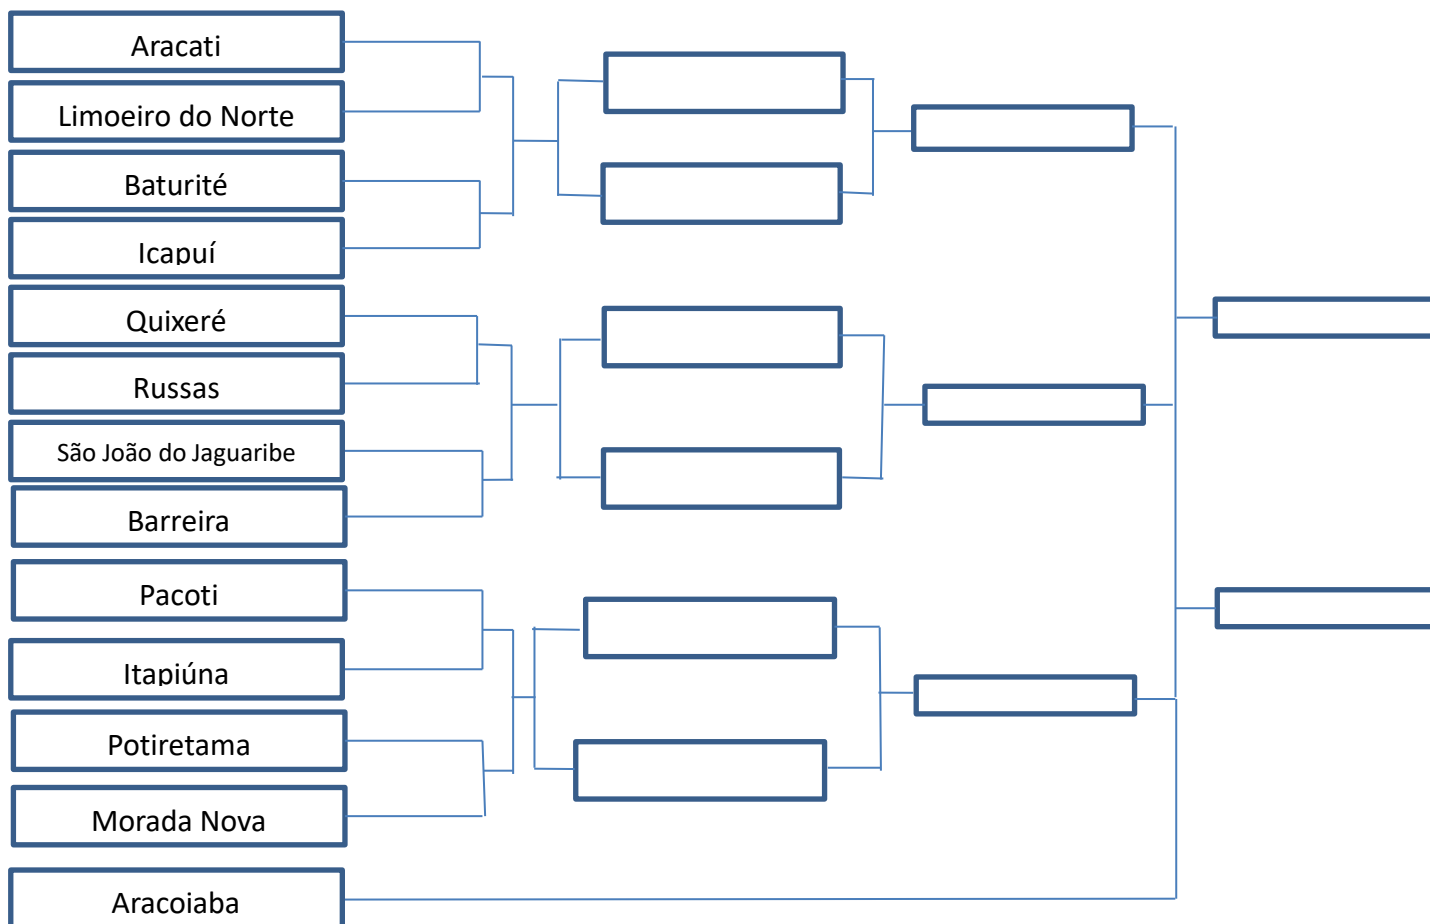 Aracati
Limoeiro do Norte
Baturité
Icapuí
Quixeré
Russas
São João do Jaguaribe
Barreira
Pacoti
Itapiúna
Potiretama
Morada Nova
Aracoiaba